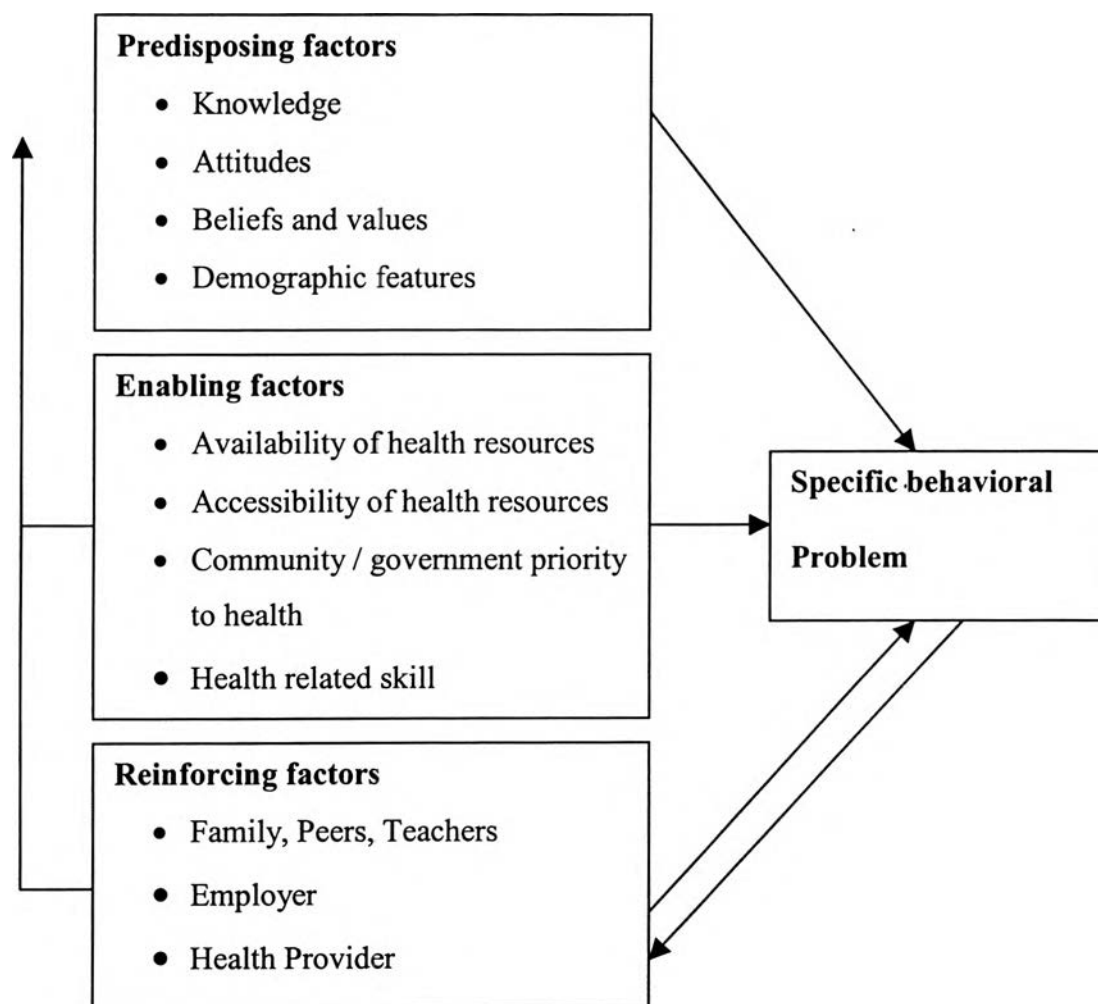 Predisposing factors
• Knowledge
• Attitudes
• Beliefs and values
• Demographic features
Enabling factors
• Availability of health resources
• Accessibility of health resources
• Community / government priority
to health
• Health related skill
Specific behavioral
Problem
Reinforcing factors
• Family, Peers, Teachers
• Employer
• Health Provider